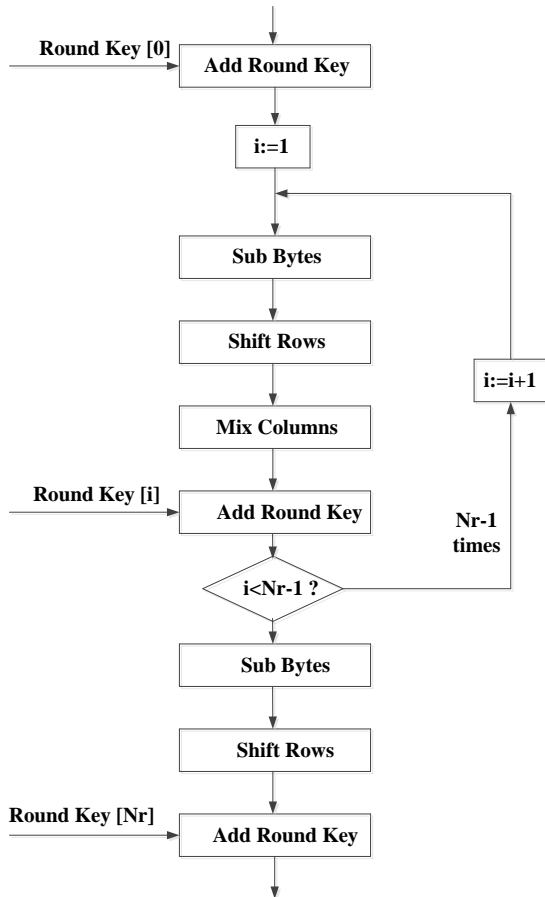 Round Key [0]
Add Round Key
i:=1
Sub Bytes
Shift Rows
i:=i+1
Mix Columns
Round Key [i]
Add Round Key
Nr-1
times
i<Nr-1 ?
Sub Bytes
Shift Rows
Round Key [Nr]
Add Round Key